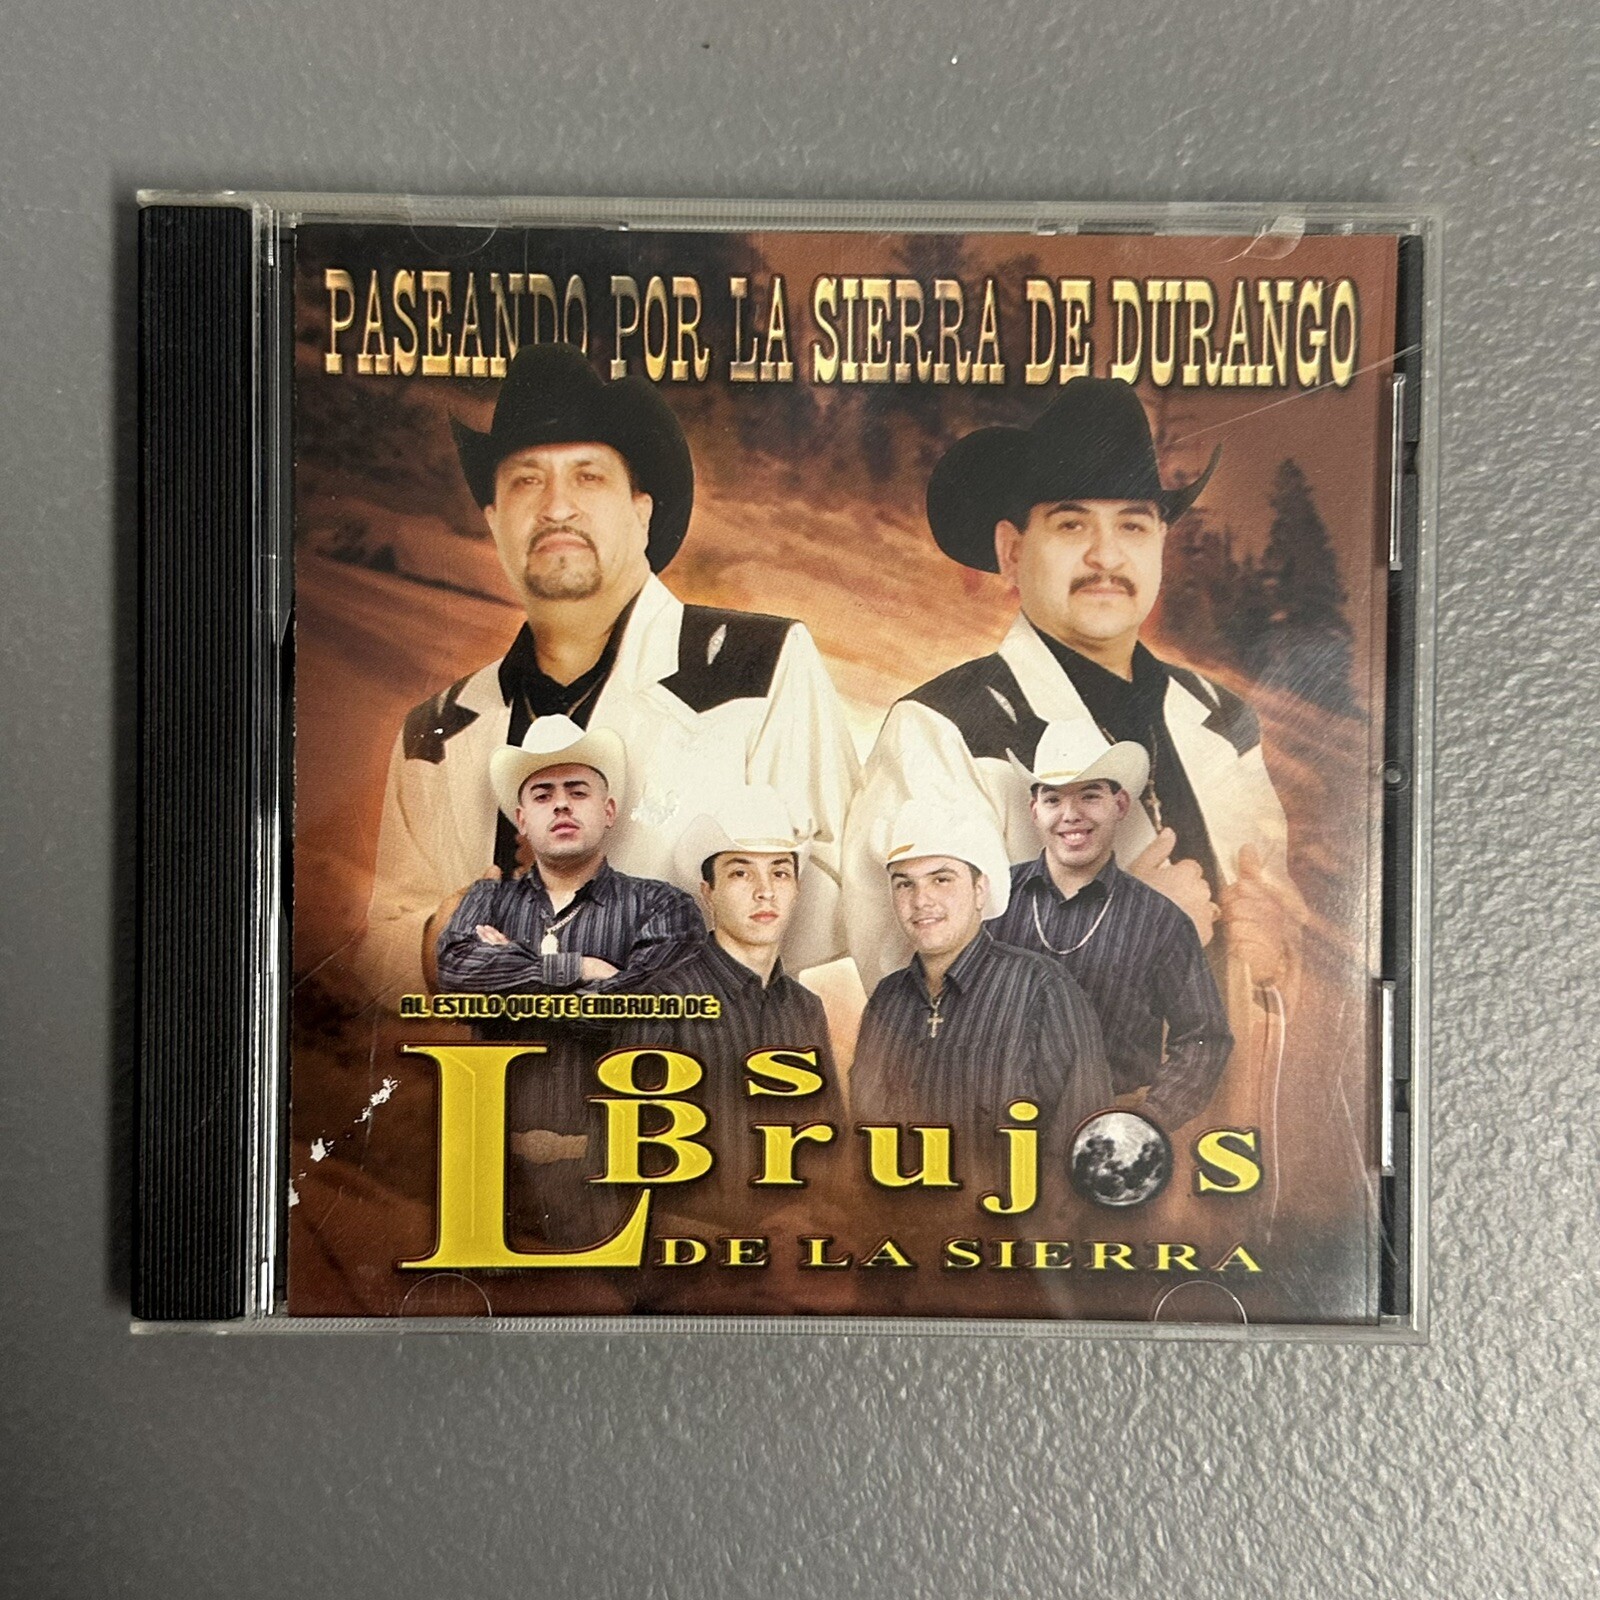 PASEANDO POR LA SIERRA DE DURANGO
AL ESTILO QUE TE EMBRUJA DE:
Los
Brujos
DE LA SIERRA